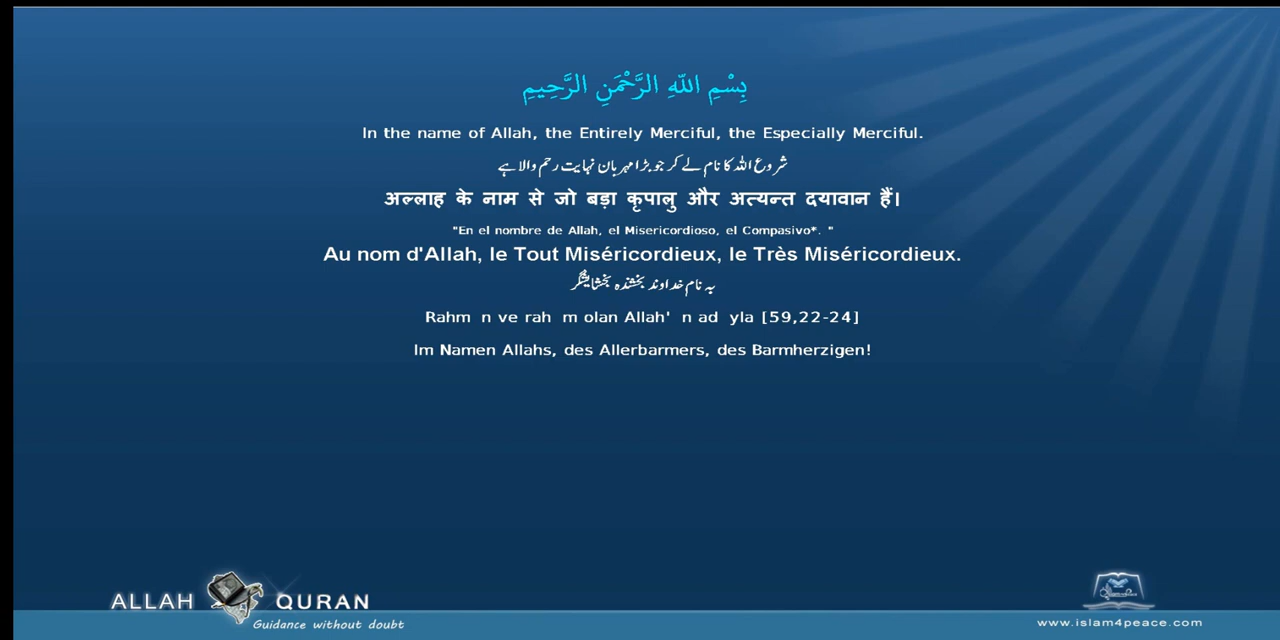 بِسْمِ اللّهِ الرَّحْمَنِ الرَّحِيمِ
In the name of Allah, the Entirely Merciful, the Especially Merciful.
شروع الله کا نام لے کر جو بڑا مہربان نہایت رحم والا ہے
अल्लाह के नाम से जो बड़ा कृपालु और अत्यन्त दयावान हैं।
"En el nombre de Allah, el Misericordioso, el Compasivo*. "
Au nom d'Allah, le Tout Miséricordieux, le Très Miséricordieux.
به نام خداوند بخشنده بخشایشگر
Rahm n ve rah m olan Allah' n ad yla [59,22-24]
Im Namen Allahs, des Allerbarmers, des Barmherzigen!
ALLAH QURAN
Guidance without doubt
www.islam4peace.com